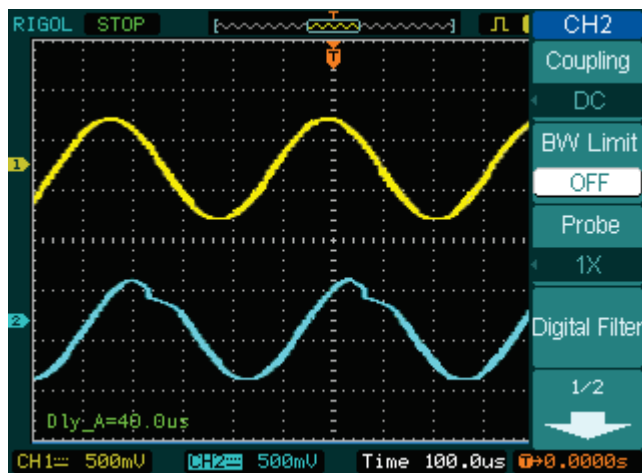 RIGOL STOP
T
T
CH2
Coupling
DC
BW Limit
OFF
Probe
1X
Digital Filter
1/2
1
2
Dly_A=40.0us
CH1 500mV CH2 500mV Time 100.0us T→0.0000s